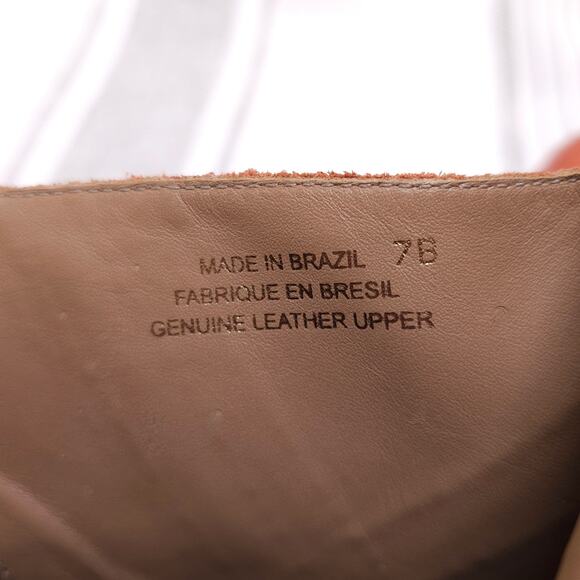 MADE IN BRAZIL 7B
FABRIQUE EN BRESIL
GENUINE LEATHER UPPER